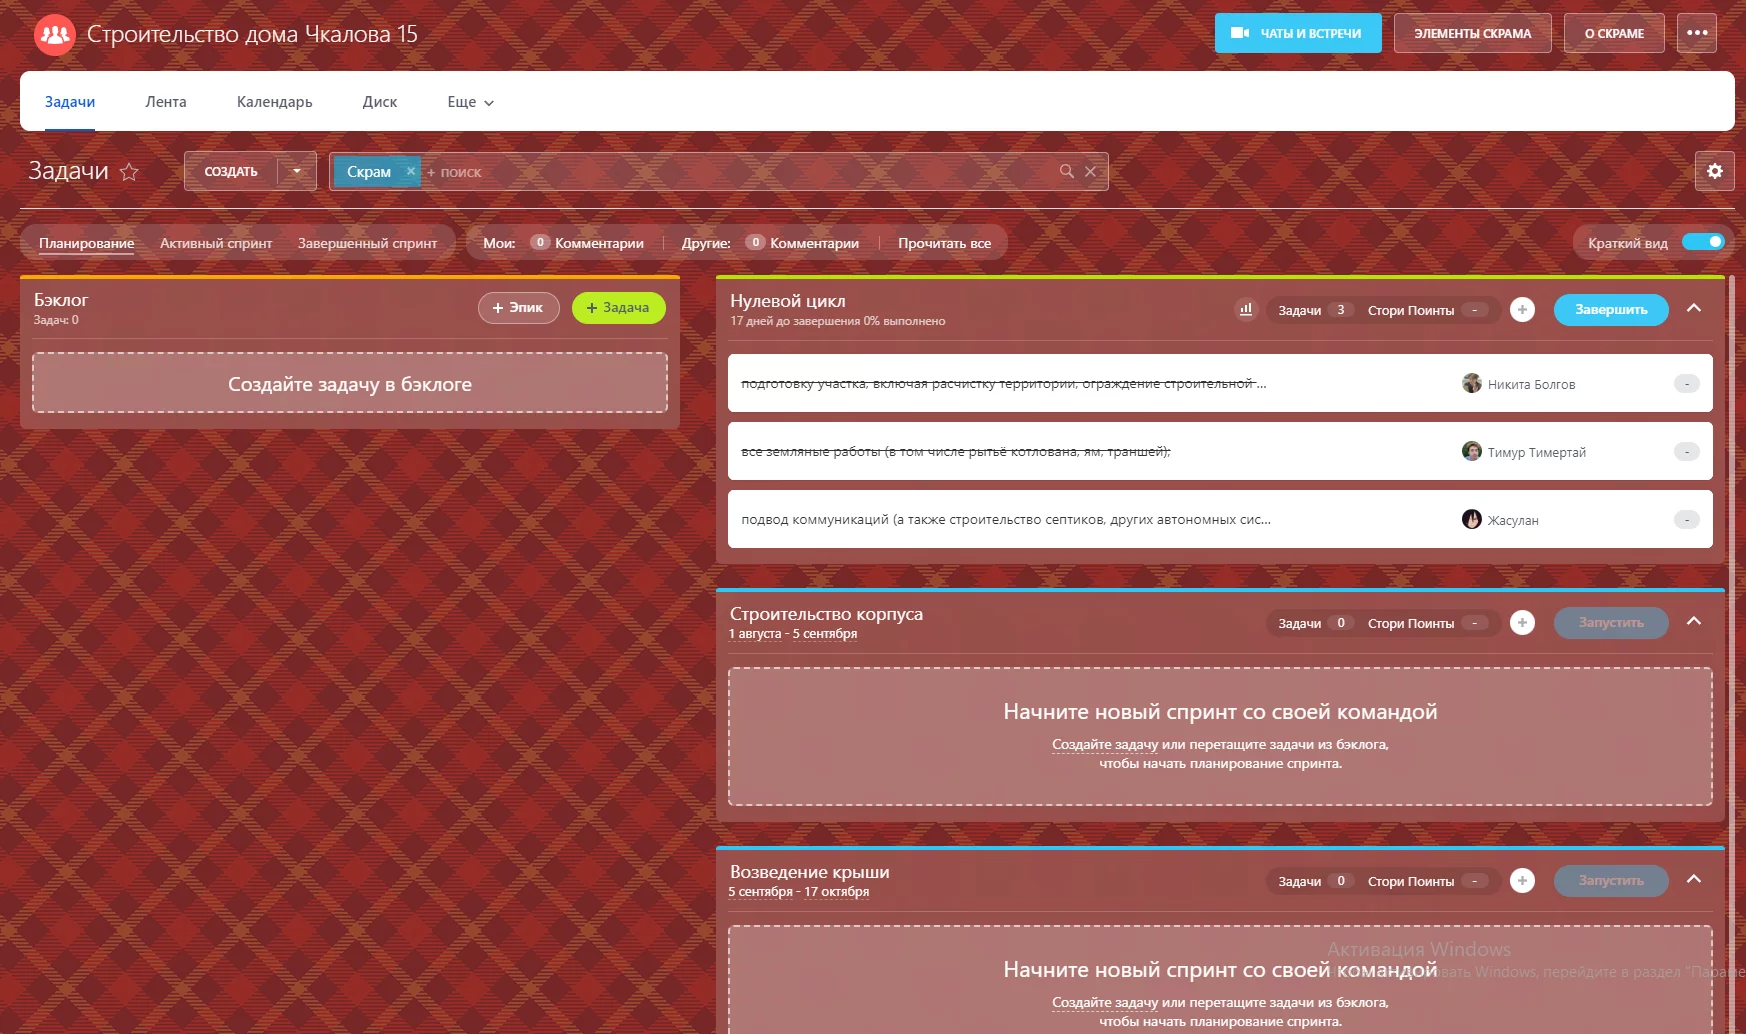 Строительство дома Чкалова 15
ЧАТЫ И ВСТРЕЧИ
ЭЛЕМЕНТЫ СКРАМА
О СКРАМЕ
Задачи
Лента
Календарь
Диск
Еще
Задачи
СОЗДАТЬ
Скрам ×
+ поиск
Планирование
Активный спринт
Завершенный спринт
Мои: 0 Комментарии
Другие: 0 Комментарии
Прочитать все
Краткий вид
Бэклог
Задач: 0
+ Эпик
+ Задача
Создайте задачу в бэклоге
Нулевой цикл
17 дней до завершения 0% выполнено
Задачи 3 Стори Поинты -
+
Завершить
подготовку участка, включая расчистку территории, ограждение строительной ...
Никита Болгов
-
все земляные работы (в том числе рытьё котлована, ям, траншей);
Тимур Тимертай
-
подвод коммуникаций (а также строительство септиков, других автономных сис...
Жасулан
-
Строительство корпуса
1 августа - 5 сентября
Задачи 0 Стори Поинты -
+
Запустить
Начните новый спринт со своей командой
Создайте задачу или перетащите задачи из бэклога,
чтобы начать планирование спринта.
Возведение крыши
5 сентября - 17 октября
Задачи 0 Стори Поинты -
+
Запустить
Активация Windows
Начните новый спринт со своей командой
Windows, перейдите в раздел
Создайте задачу или перетащите задачи из бэклога,
чтобы начать планирование спринта.